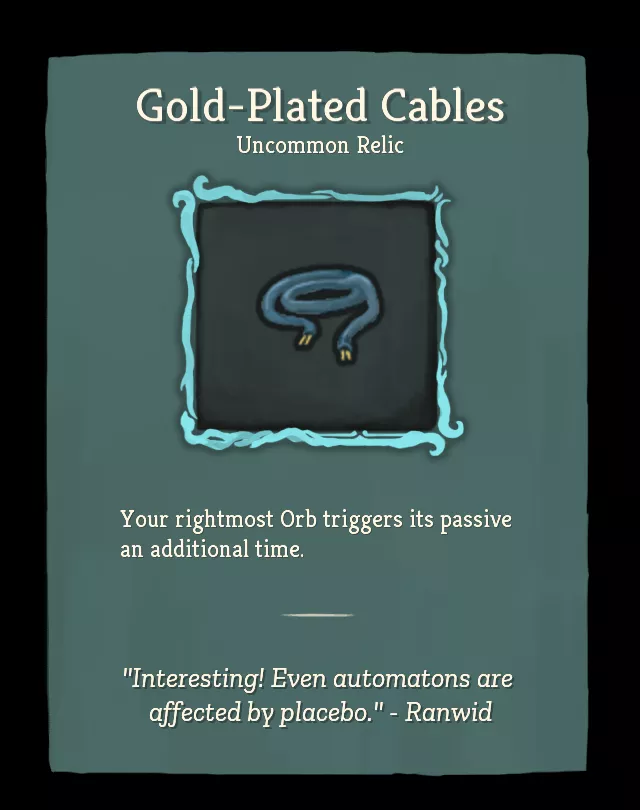 Gold-Plated Cables
Uncommon Relic
Your rightmost Orb triggers its passive
an additional time.
"Interesting! Even automatons are
affected by placebo." - Ranwid